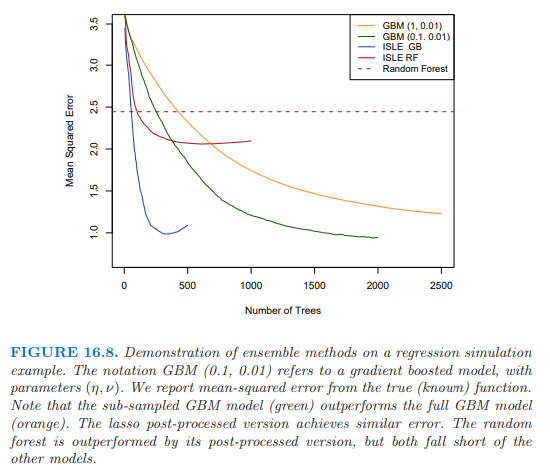 GBM (1, 0.01)
GBM (0.1. 0.01)
ISLE GB
ISLE RF
Random Forest
Mean Squared Error
3.5
3.0
2.5
2.0
1.5
1.0
0 500 1000 1500 2000 2500
Number of Trees
FIGURE 16.8. Demonstration of ensemble methods on a regression simulation
example. The notation GBM (0.1, 0.01) refers to a gradient boosted model, with
parameters (η, ν). We report mean-squared error from the true (known) function.
Note that the sub-sampled GBM model (green) outperforms the full GBM model
(orange). The lasso post-processed version achieves similar error. The random
forest is outperformed by its post-processed version, but both fall short of the
other models.